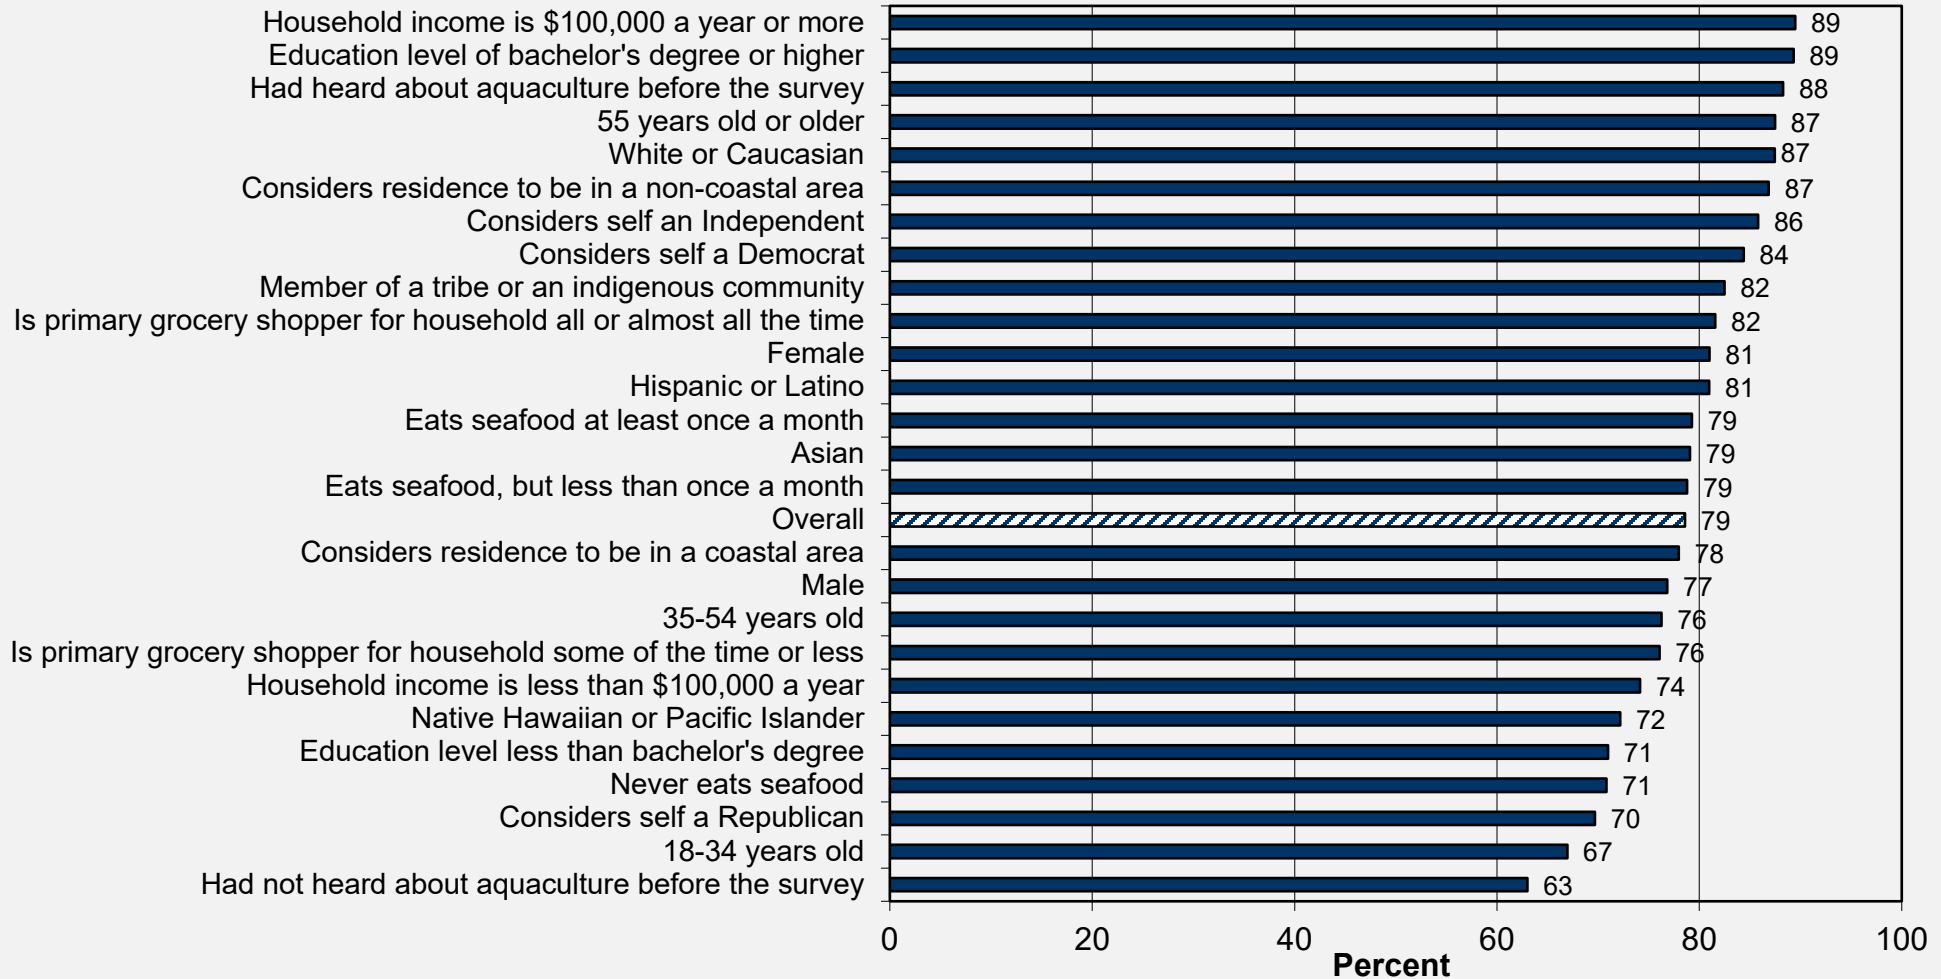 Household income is $100,000 a year or more 89
Education level of bachelor's degree or higher 89
Had heard about aquaculture before the survey 88
55 years old or older 87
White or Caucasian 87
Considers residence to be in a non-coastal area 87
Considers self an Independent 86
Considers self a Democrat 84
Member of a tribe or an indigenous community 82
Is primary grocery shopper for household all or almost all the time 82
Female 81
Hispanic or Latino 81
Eats seafood at least once a month 79
Asian 79
Eats seafood, but less than once a month 79
Overall 79
Considers residence to be in a coastal area 78
Male 77
35-54 years old 76
Is primary grocery shopper for household some of the time or less 76
Household income is less than $100,000 a year 74
Native Hawaiian or Pacific Islander 72
Education level less than bachelor's degree 71
Never eats seafood 71
Considers self a Republican 70
18-34 years old 67
Had not heard about aquaculture before the survey 63
0 20 40 60 80 100
Percent